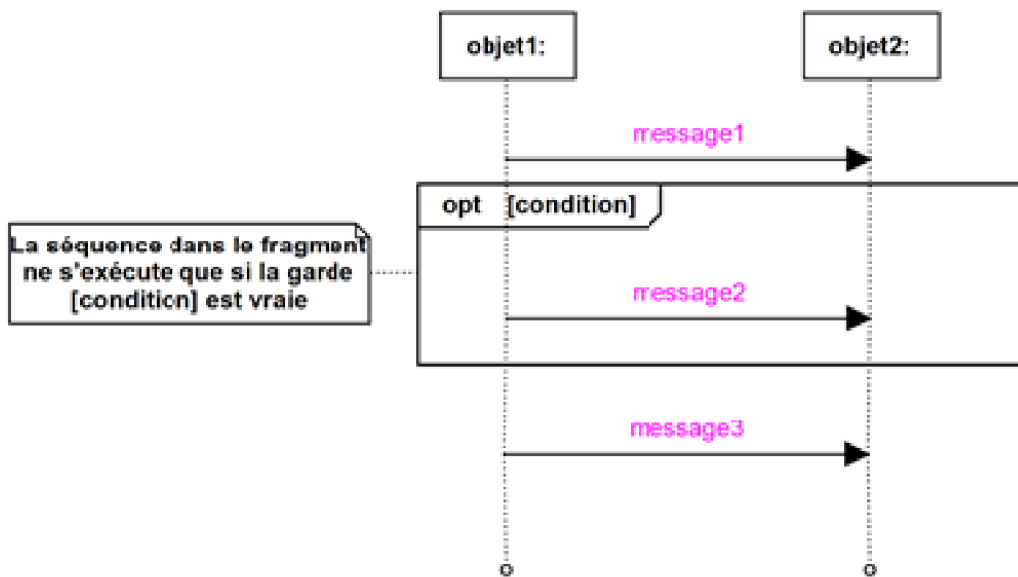 objet1:
objet2:
message1
opt [condition]
La séquence dans le fragment
ne s'exécute que si la garde
[condition] est vraie
message2
message3